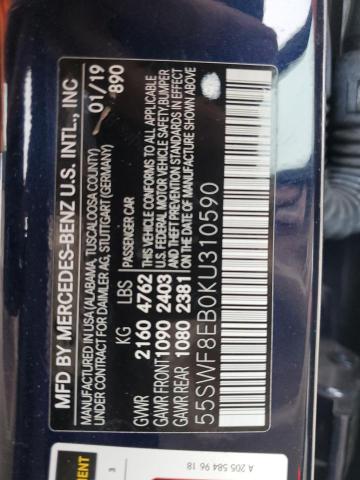 MFD BY MERCEDES-BENZ U.S. INTL., INC
MANUFACTURED IN USA (ALABAMA, TUSCALOOSA COUNTY)
UNDER CONTRACT FOR DAIMLER AG, STUTTGART (GERMANY)
01/19
890
KG LBS PASSENGER CAR
GVWR 2160 4762 THIS VEHICLE CONFORMS TO ALL APPLICABLE
GAWR FRONT 1090 2403 U.S. FEDERAL MOTOR VEHICLE SAFETY, BUMPER
GAWR REAR 1080 2381 AND THEFT PREVENTION STANDARDS IN EFFECT
ON THE DATE OF MANUFACTURE SHOWN ABOVE
55SWF8EB0KU310590
A 205 584 96 18
3